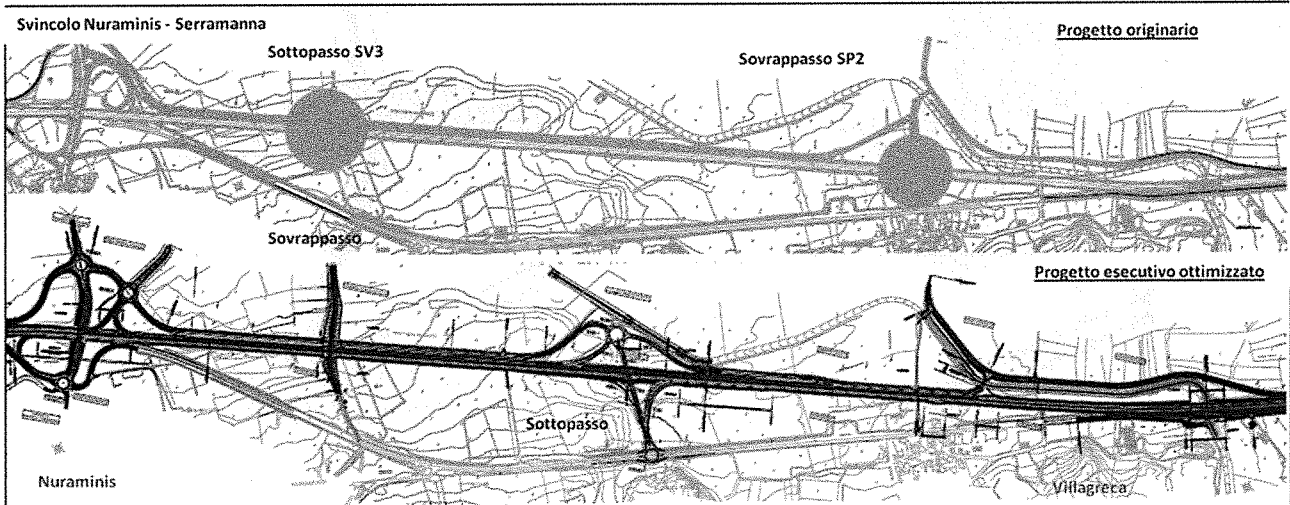 Svincolo Nuraminis - Serramanna
Progetto originario
Sottopasso SV3
Sovrappasso SP2
Sovrappasso
Progetto esecutivo ottimizzato
Sottopasso
Nuraminis
Villagreca